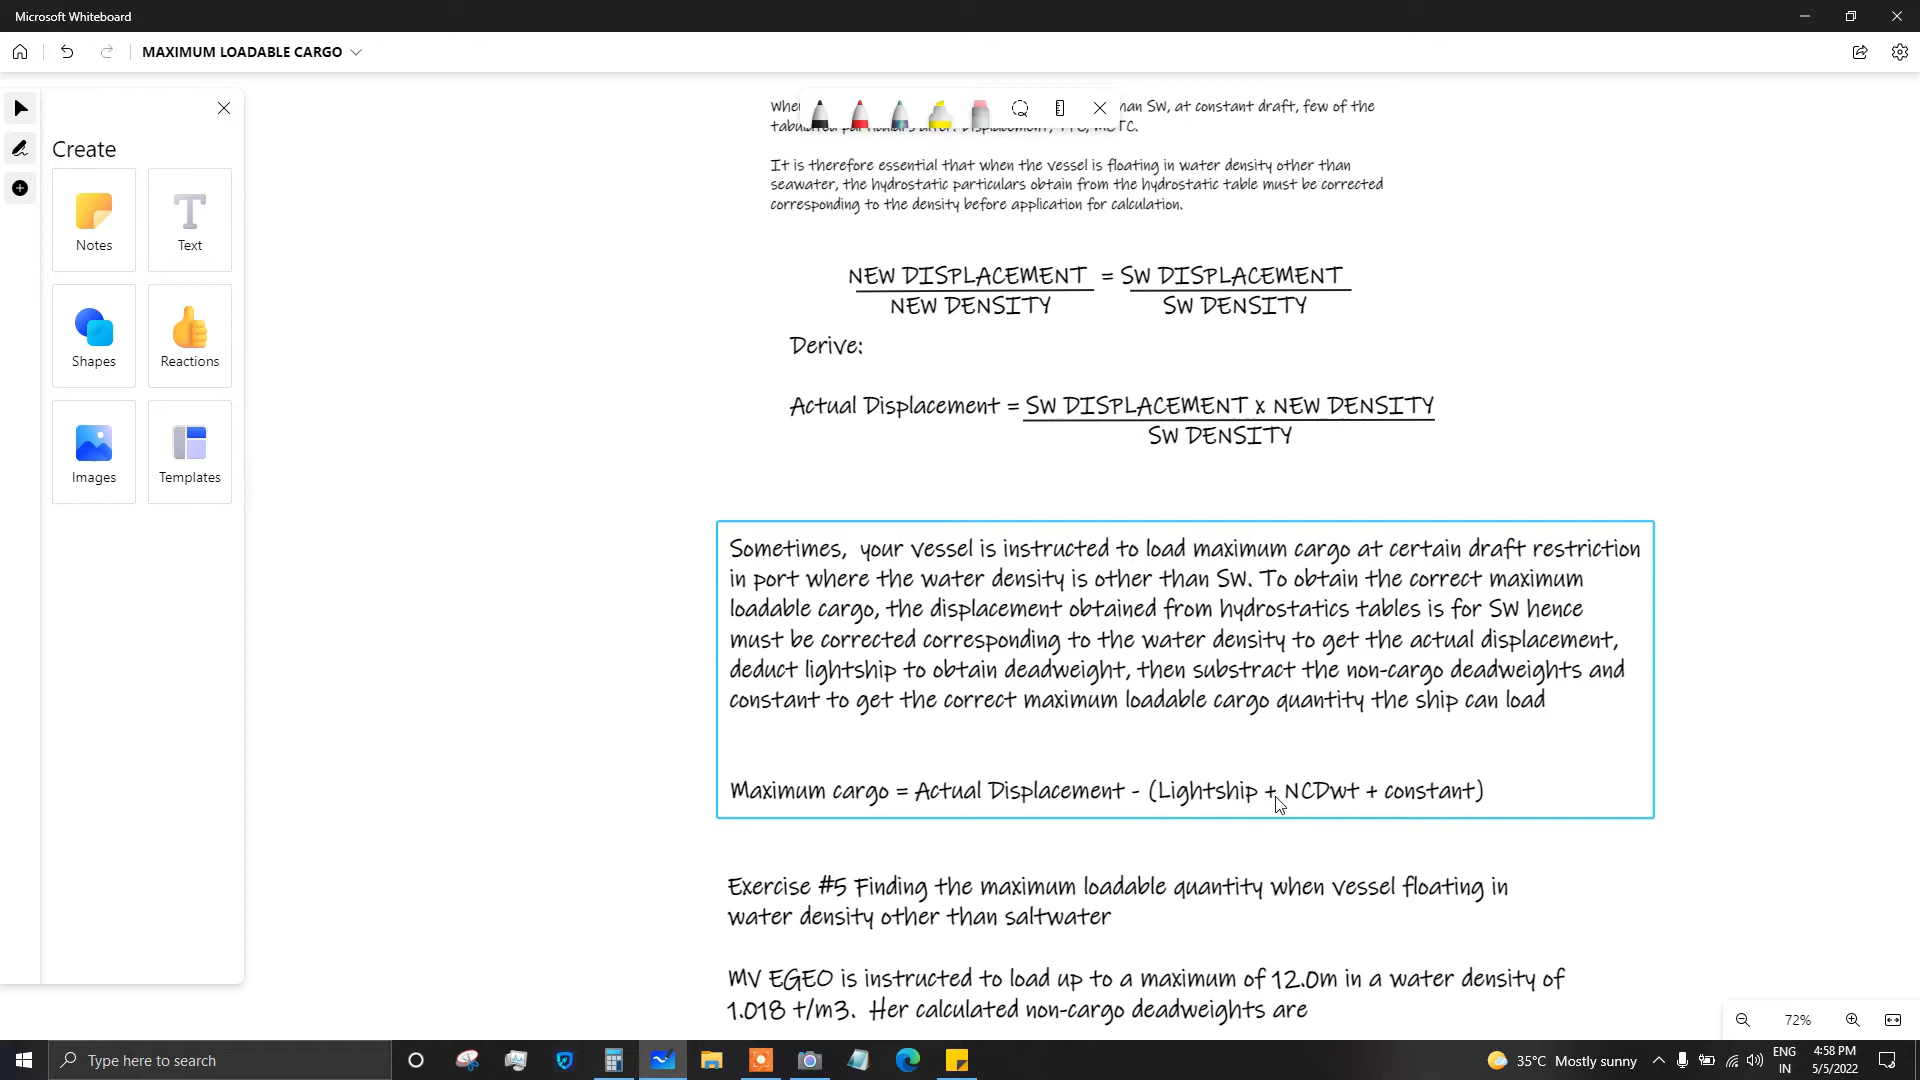 Microsoft Whiteboard
MAXIMUM LOADABLE CARGO
Create
Notes
Text
Shapes
Reactions
Images
Templates
than SW, at constant draft, few of the
It is therefore essential that when the vessel is floating in water density other than
seawater, the hydrostatic particulars obtain from the hydrostatic table must be corrected
corresponding to the density before application for calculation.
NEW DISPLACEMENT = SW DISPLACEMENT
NEW DENSITY SW DENSITY
Derive:
Actual Displacement = SW DISPLACEMENT x NEW DENSITY
SW DENSITY
Sometimes, your vessel is instructed to load maximum cargo at certain draft restriction
in port where the water density is other than SW. To obtain the correct maximum
loadable cargo, the displacement obtained from hydrostatics tables is for SW hence
must be corrected corresponding to the water density to get the actual displacement,
deduct lightship to obtain deadweight, then substract the non-cargo deadweights and
constant to get the correct maximum loadable cargo quantity the ship can load
Maximum cargo = Actual Displacement - (Lightship + NCDwt + constant)
Exercise #5 Finding the maximum loadable quantity when vessel floating in
water density other than saltwater
MV EGEO is instructed to load up to a maximum of 12.0m in a water density of
1.018 t/m3. Her calculated non-cargo deadweights are
72%
Type here to search
35°C Mostly sunny
ENG
IN
4:58 PM
5/5/2022